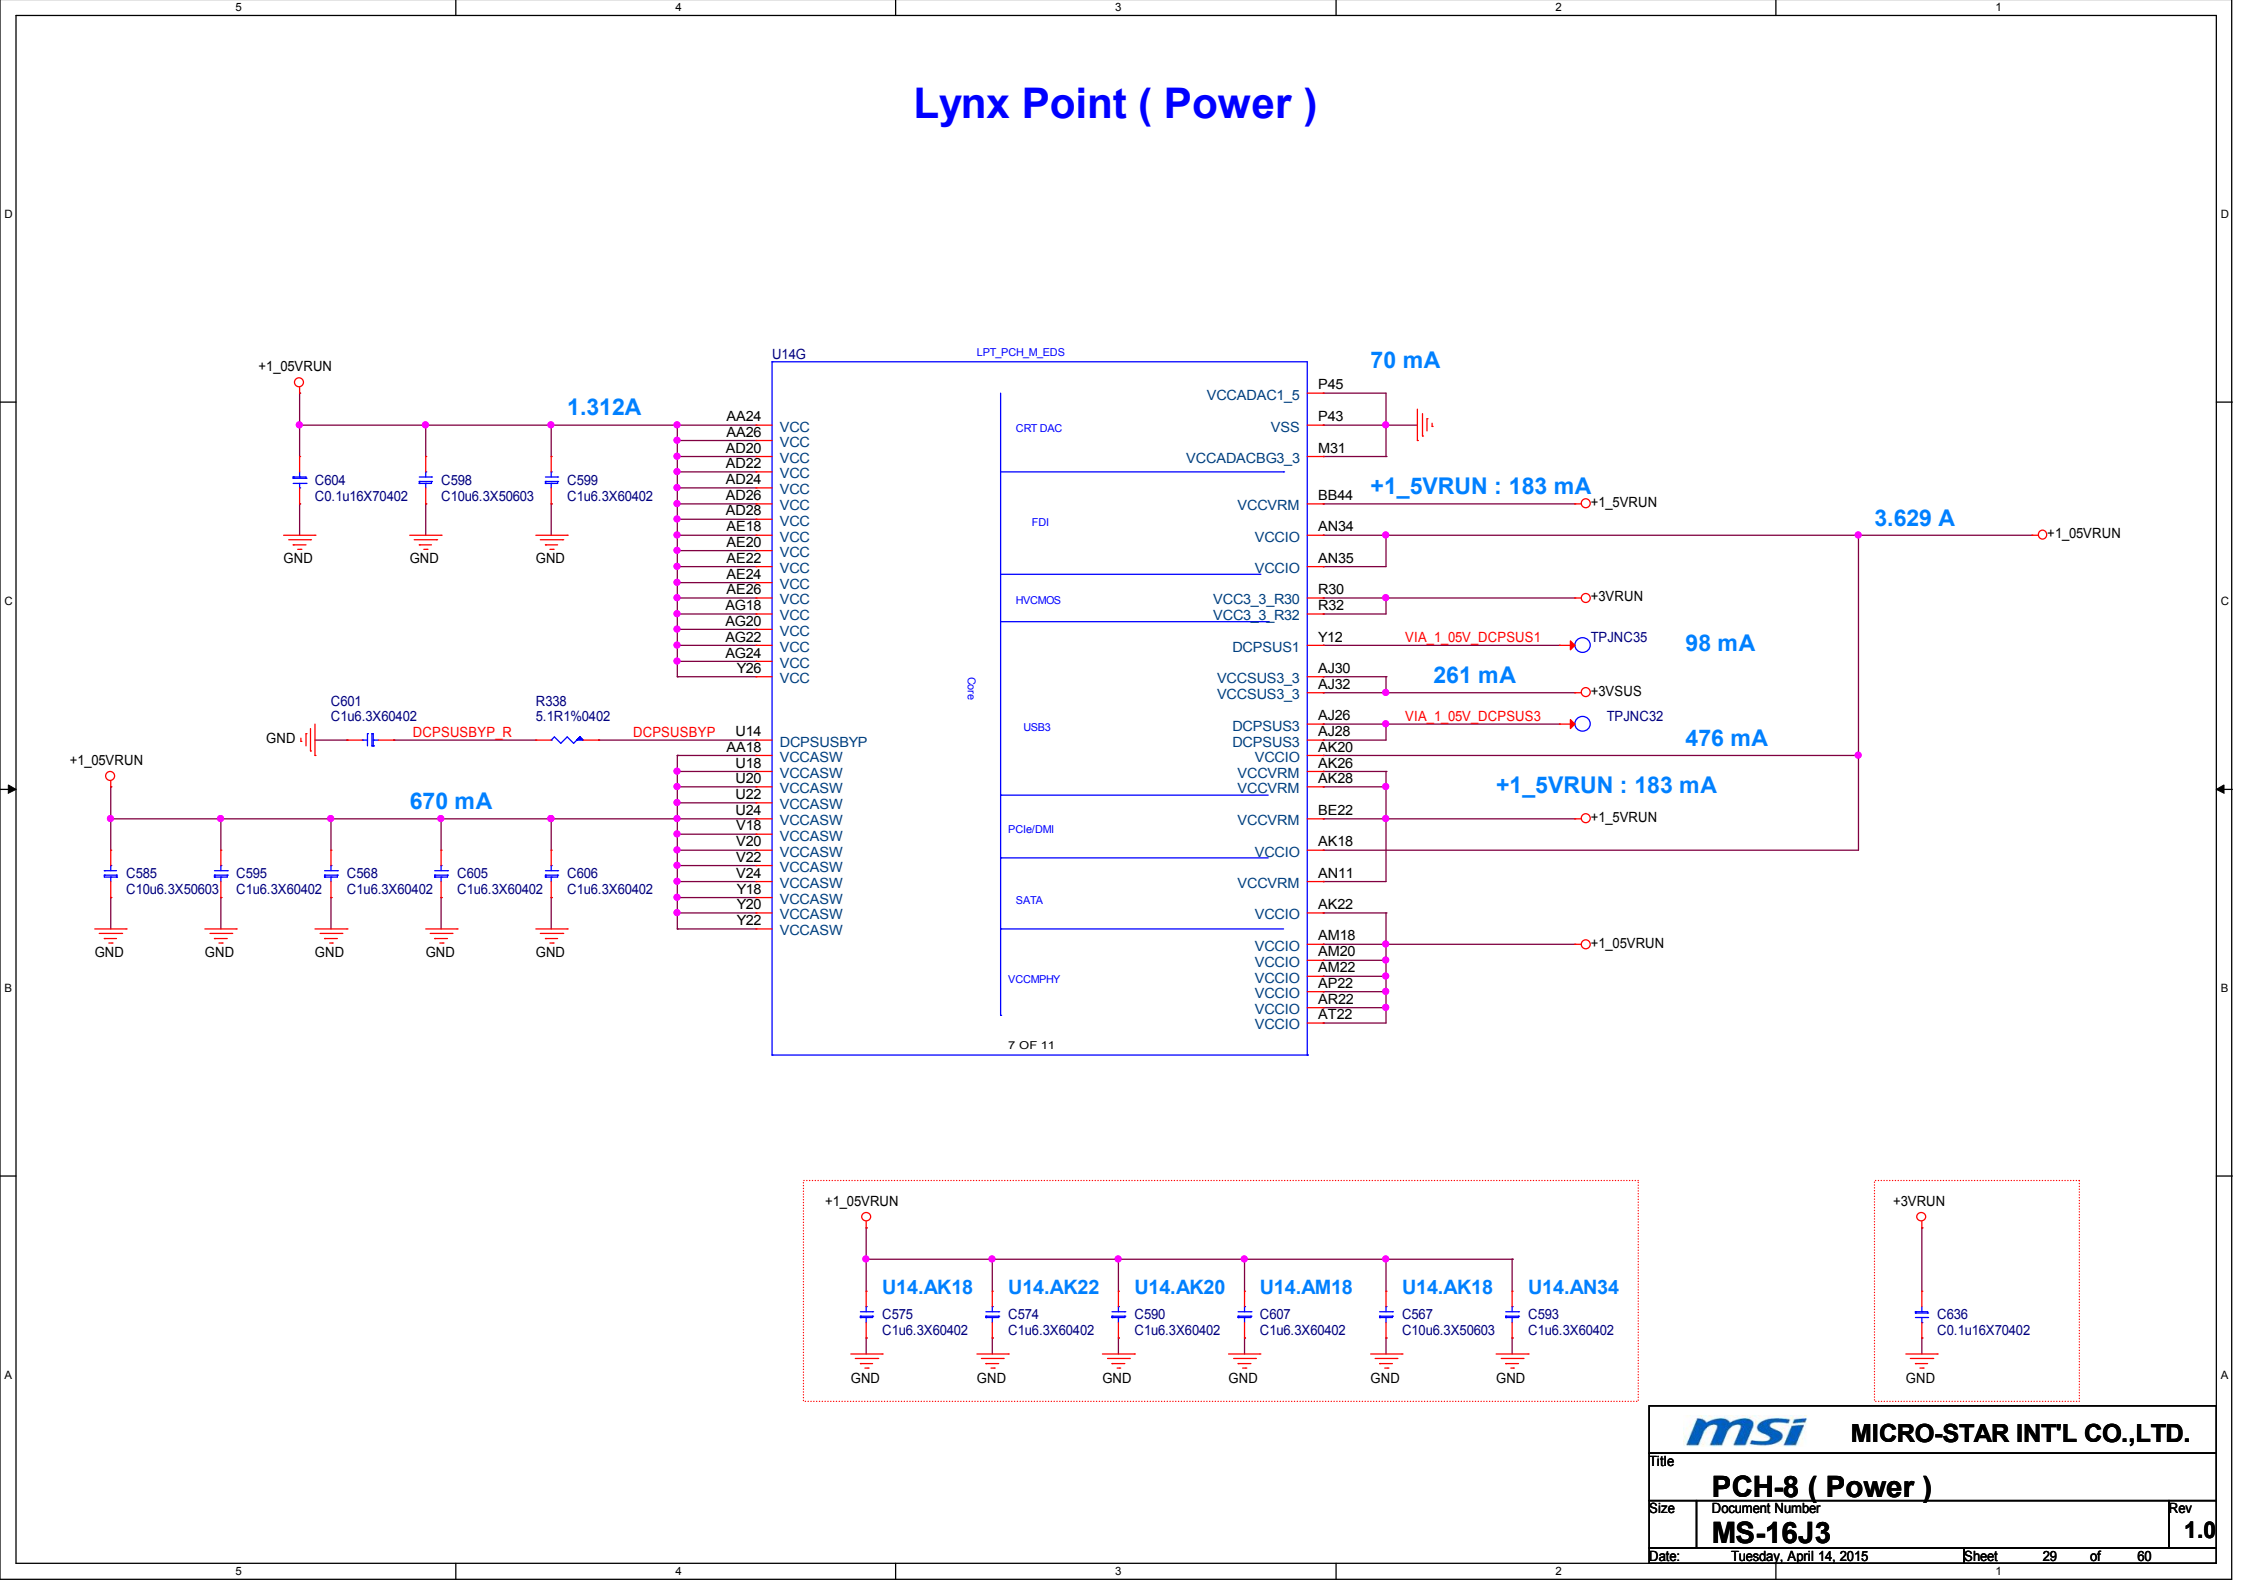 5 4 3 2 1
Lynx Point ( Power )
D D
C C
B B
A A
+1_05VRUN
1.312A
C604
C0.1u16X70402
C598
C10u6.3X50603
C599
C1u6.3X60402
GND GND GND
U14G
LPT_PCH_M_EDS
AA24 VCC
AA26 VCC
AD20 VCC
AD22 VCC
AD24 VCC
AD26 VCC
AD28 VCC
AE18 VCC
AE20 VCC
AE22 VCC
AE24 VCC
AE26 VCC
AG18 VCC
AG20 VCC
AG22 VCC
AG24 VCC
Y26 VCC
C601
C1u6.3X60402
GND
DCPSUSBYP_R
R338
5.1R1%0402
DCPSUSBYP
U14 DCPSUSBYP
AA18 VCCASW
U18 VCCASW
U20 VCCASW
U22 VCCASW
U24 VCCASW
V18 VCCASW
V20 VCCASW
V22 VCCASW
V24 VCCASW
Y18 VCCASW
Y20 VCCASW
Y22 VCCASW
+1_05VRUN
670 mA
C585
C10u6.3X50603
C595
C1u6.3X60402
C568
C1u6.3X60402
C605
C1u6.3X60402
C606
C1u6.3X60402
GND GND GND GND GND
Core
CRT DAC
FDI
HVCMOS
USB3
PCIe/DMI
SATA
VCCMPHY
7 OF 11
70 mA
VCCADAC1_5 P45
VSS P43
VCCADACBG3_3 M31
+1_5VRUN : 183 mA
VCCVRM BB44 +1_5VRUN
3.629 A
VCCIO AN34 +1_05VRUN
VCCIO AN35
VCC3_3_R30 R30 +3VRUN
VCC3_3_R32 R32
DCPSUS1 Y12 VIA_1_05V_DCPSUS1 TPJNC35
98 mA
VCCSUS3_3 AJ30
261 mA
VCCSUS3_3 AJ32 +3VSUS
DCPSUS3 AJ26 VIA_1_05V_DCPSUS3 TPJNC32
DCPSUS3 AJ28
476 mA
VCCIO AK20
VCCVRM AK26
VCCVRM AK28
+1_5VRUN : 183 mA
VCCVRM BE22 +1_5VRUN
VCCIO AK18
VCCVRM AN11
VCCIO AK22
VCCIO AM18 +1_05VRUN
VCCIO AM20
VCCIO AM22
VCCIO AP22
VCCIO AR22
VCCIO AT22
+1_05VRUN
U14.AK18
C575
C1u6.3X60402
GND
U14.AK22
C574
C1u6.3X60402
GND
U14.AK20
C590
C1u6.3X60402
GND
U14.AM18
C607
C1u6.3X60402
GND
U14.AK18
C567
C10u6.3X50603
GND
U14.AN34
C593
C1u6.3X60402
GND
+3VRUN
C636
C0.1u16X70402
GND
msi MICRO-STAR INT'L CO.,LTD.
Title
PCH-8 ( Power )
Size Document Number Rev
MS-16J3 1.0
Date: Tuesday, April 14, 2015 Sheet 29 of 60
5 4 3 2 1